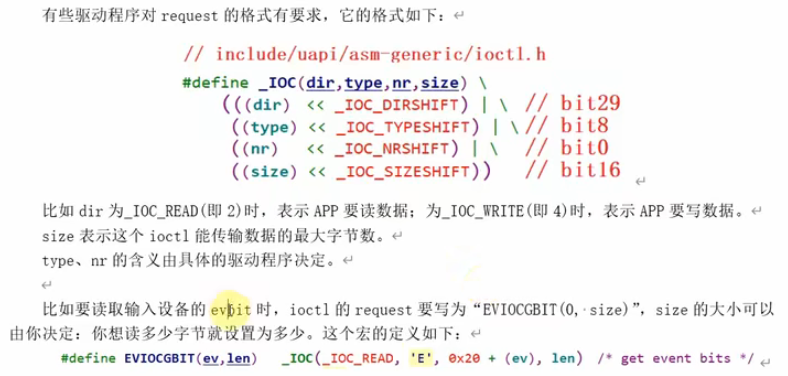 有些驱动程序对 request 的格式有要求，它的格式如下：
// include/uapi/asm-generic/ioctl.h
#define _IOC(dir,type,nr,size) \
(((dir) << _IOC_DIRSHIFT) | \ // bit29
((type) << _IOC_TYPESHIFT) | \ // bit8
((nr) << _IOC_NRSHIFT) | \ // bit0
((size) << _IOC_SIZESHIFT)) // bit16
比如 dir 为_IOC_READ(即 2)时，表示 APP 要读数据；为_IOC_WRITE(即 4)时，表示 APP 要写数据。
size 表示这个 ioctl 能传输数据的最大字节数。
type、nr 的含义由具体的驱动程序决定。
比如要读取输入设备的 evbit 时，ioctl 的 request 要写为“EVIOCGBIT(0, size)”，size 的大小可以
由你决定：你想读多少字节就设置为多少。这个宏的定义如下：
#define EVIOCGBIT(ev,len) _IOC(_IOC_READ, 'E', 0x20 + (ev), len) /* get event bits */